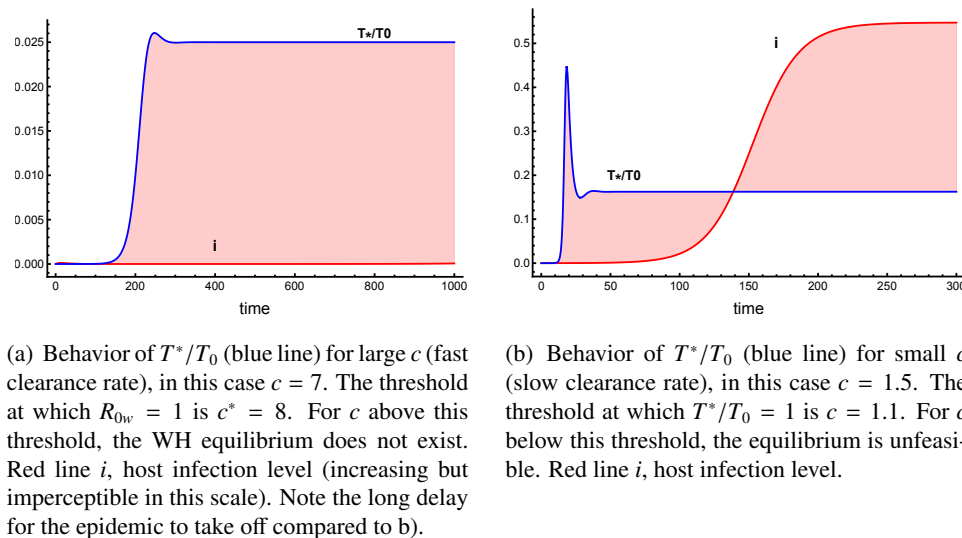 0.025
0.020
0.015
0.010
0.005
0.000
T*/T0
i
0 200 400 600 800 1000
time
0.5
0.4
0.3
0.2
0.1
0.0
i
T*/T0
0 50 100 150 200 250 300
time
(a) Behavior of T*/T₀ (blue line) for large c (fast
clearance rate), in this case c = 7. The threshold
at which R₀w = 1 is c* = 8. For c above this
threshold, the WH equilibrium does not exist.
Red line i, host infection level (increasing but
imperceptible in this scale). Note the long delay
for the epidemic to take off compared to b).
(b) Behavior of T*/T₀ (blue line) for small c
(slow clearance rate), in this case c = 1.5. The
threshold at which T*/T₀ = 1 is c = 1.1. For c
below this threshold, the equilibrium is unfeasi-
ble. Red line i, host infection level.